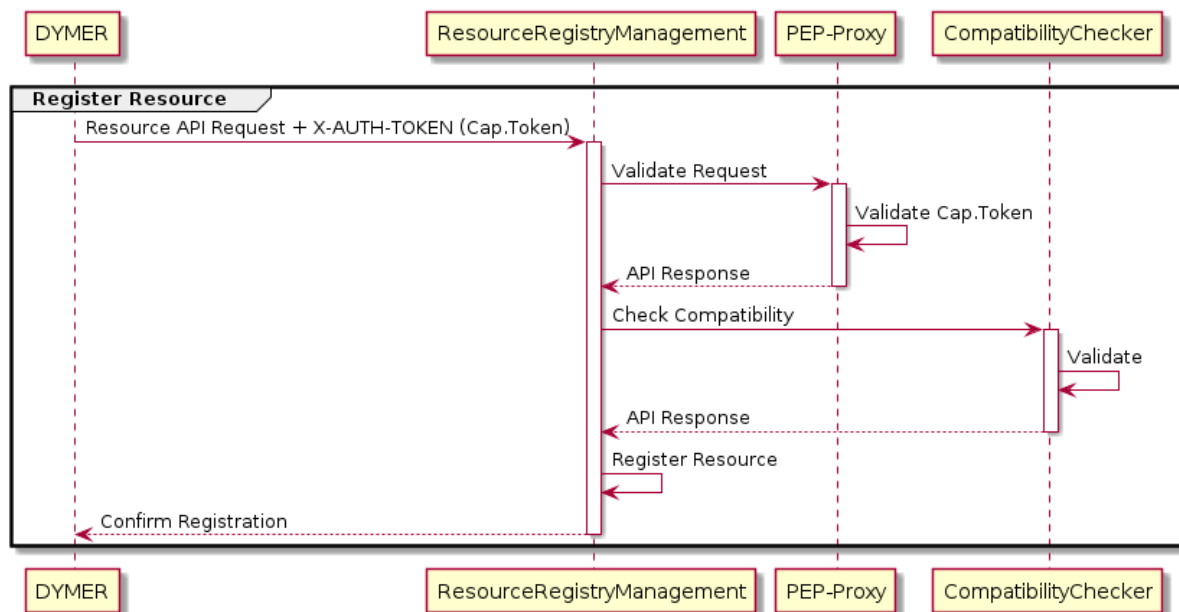 DYMER
ResourceRegistryManagement
PEP-Proxy
CompatibilityChecker
Register Resource
Resource API Request + X-AUTH-TOKEN (Cap.Token)
Validate Request
Validate Cap.Token
API Response
Check Compatibility
Validate
API Response
Register Resource
Confirm Registration
DYMER
ResourceRegistryManagement
PEP-Proxy
CompatibilityChecker